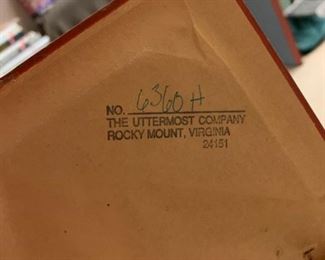 NO. 6360 H
THE UTTERMOST COMPANY
ROCKY MOUNT, VIRGINIA
24151